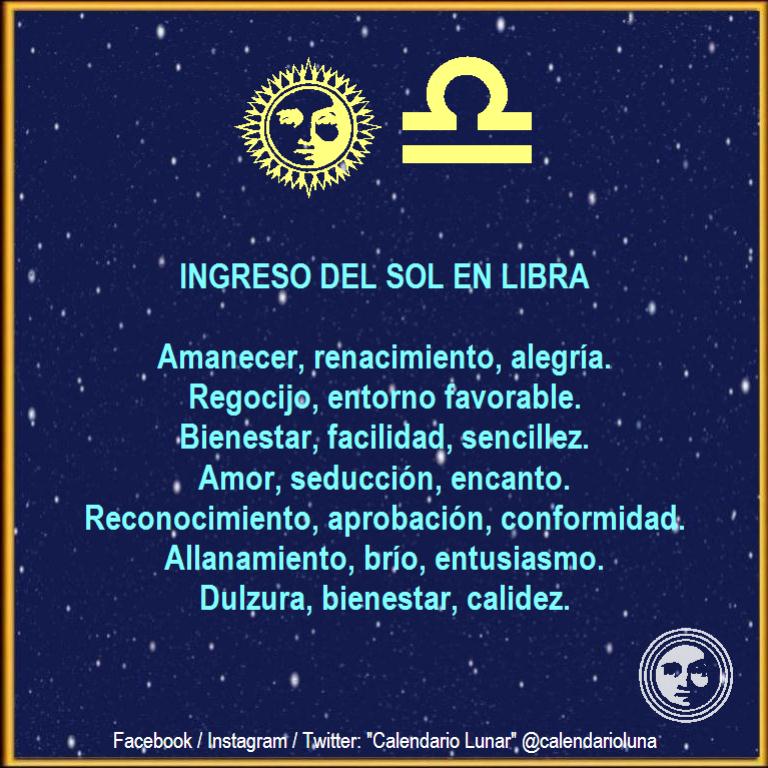 INGRESO DEL SOL EN LIBRA
Amanecer, renacimiento, alegría.
Regocijo, entorno favorable.
Bienestar, facilidad, sencillez.
Amor, seducción, encanto.
Reconocimiento, aprobación, conformidad.
Allanamiento, brío, entusiasmo.
Dulzura, bienestar, calidez.
Facebook / Instagram / Twitter: "Calendario Lunar" @calendarioluna